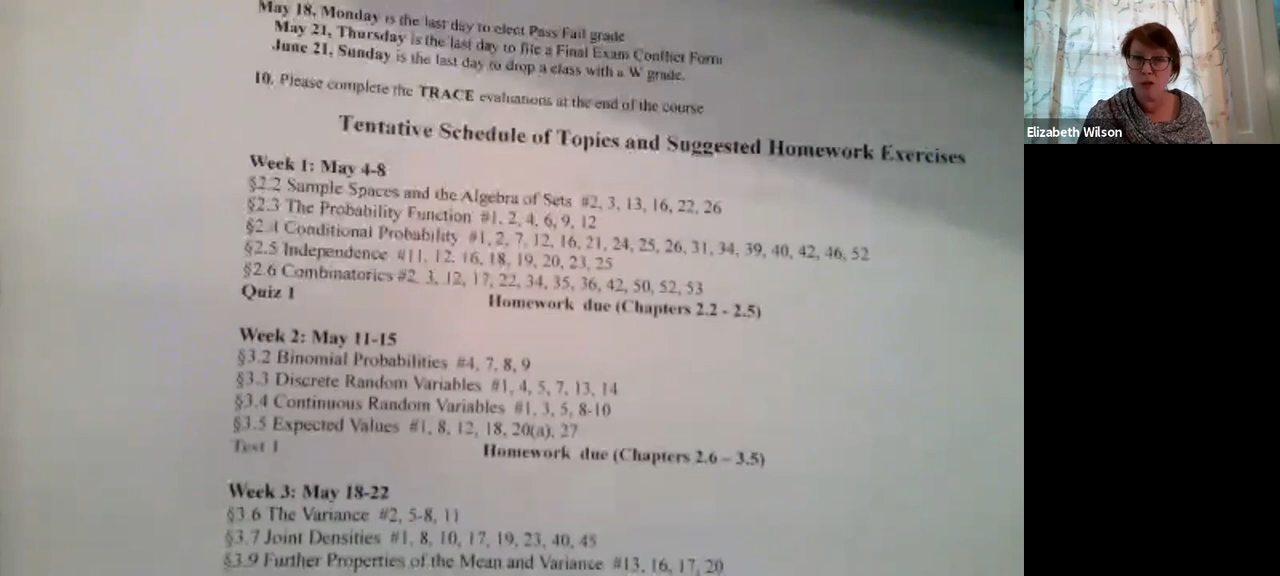 May 18, Monday is the last day to elect Pass Fail grade
May 21, Thursday is the last day to file a Final Exam Conflict Form
June 21, Sunday is the last day to drop a class with a W grade.
10. Please complete the TRACE evaluations at the end of the course
Tentative Schedule of Topics and Suggested Homework Exercises
Week 1: May 4-8
§2.2 Sample Spaces and the Algebra of Sets #2, 3, 13, 16, 22, 26
§2.3 The Probability Function #1, 2, 4, 6, 9, 12
§2.4 Conditional Probability #1, 2, 7, 12, 16, 21, 24, 25, 26, 31, 34, 39, 40, 42, 46, 52
§2.5 Independence #11, 12, 16, 18, 19, 20, 23, 25
§2.6 Combinatorics #2, 3, 12, 17, 22, 34, 35, 36, 42, 50, 52, 53
Quiz 1 Homework due (Chapters 2.2 - 2.5)
Week 2: May 11-15
§3.2 Binomial Probabilities #4, 7, 8, 9
§3.3 Discrete Random Variables #1, 4, 5, 7, 13, 14
§3.4 Continuous Random Variables #1, 3, 5, 8-10
§3.5 Expected Values #1, 8, 12, 18, 20(a), 27
Test 1 Homework due (Chapters 2.6 – 3.5)
Week 3: May 18-22
§3.6 The Variance #2, 5-8, 11
§3.7 Joint Densities #1, 8, 10, 17, 19, 23, 40, 45
§3.9 Further Properties of the Mean and Variance #13, 16, 17, 20
Elizabeth Wilson